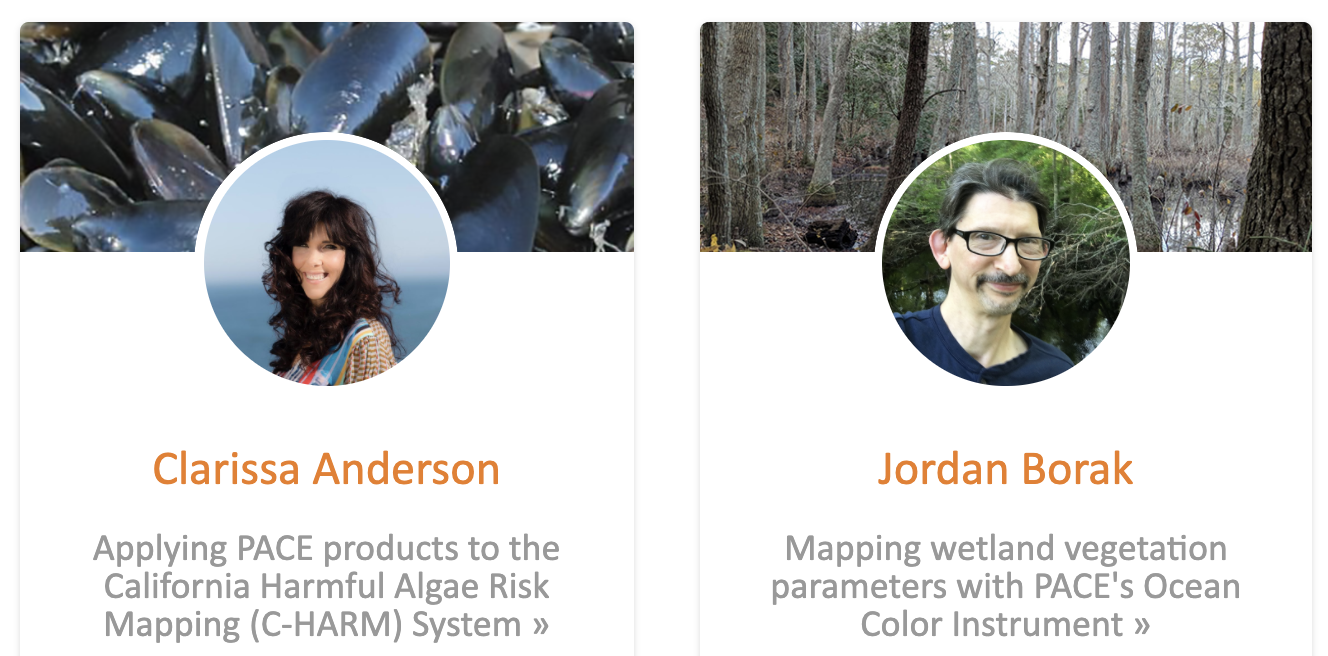 Clarissa Anderson
Applying PACE products to the
California Harmful Algae Risk
Mapping (C-HARM) System »
Jordan Borak
Mapping wetland vegetation
parameters with PACE's Ocean
Color Instrument »